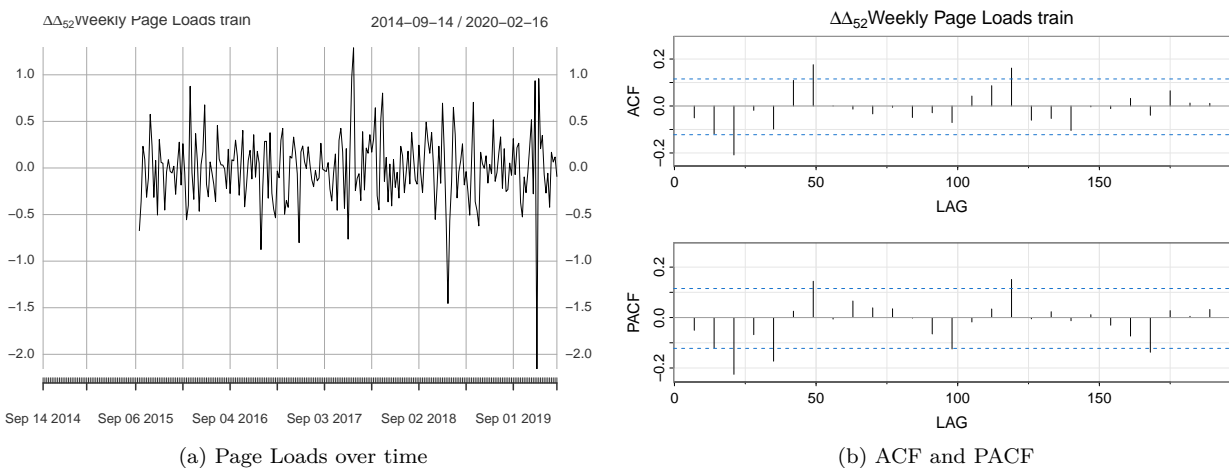 ΔΔ52Weekly Page Loads train 2014−09−14 / 2020−02−16
1.0 1.0
0.5 0.5
0.0 0.0
−0.5 −0.5
−1.0 −1.0
−1.5 −1.5
−2.0 −2.0
Sep 14 2014 Sep 06 2015 Sep 04 2016 Sep 03 2017 Sep 02 2018 Sep 01 2019
(a) Page Loads over time
ΔΔ52Weekly Page Loads train
ACF
0.2
0.0
−0.2
0 50 100 150
LAG
PACF
0.2
0.0
−0.2
0 50 100 150
LAG
(b) ACF and PACF